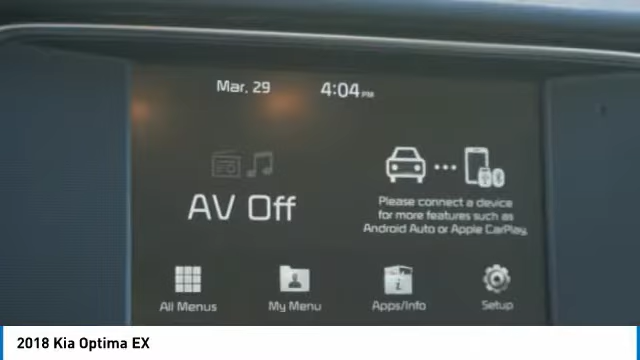 Mar. 29
4:04 PM
AV Off
Please connect a device
for more features such as
Android Auto or Apple CarPlay.
All Menus
My Menu
Apps/Info
Setup
2018 Kia Optima EX